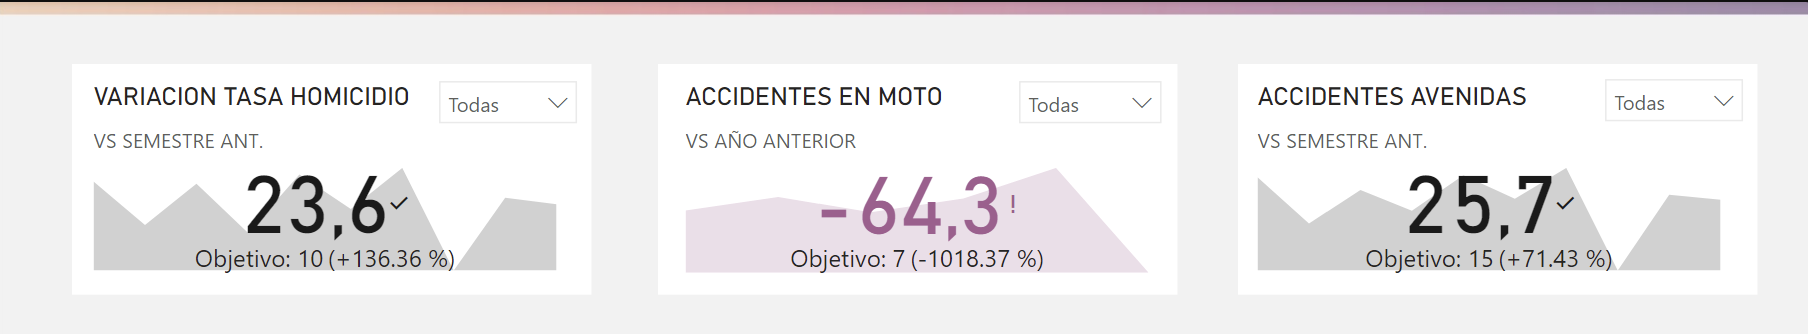 VARIACION TASA HOMICIDIO
Todas
VS SEMESTRE ANT.
23,6
Objetivo: 10 (+136.36 %)
ACCIDENTES EN MOTO
Todas
VS AÑO ANTERIOR
-64,3 !
Objetivo: 7 (-1018.37 %)
ACCIDENTES AVENIDAS
Todas
VS SEMESTRE ANT.
25,7
Objetivo: 15 (+71.43 %)